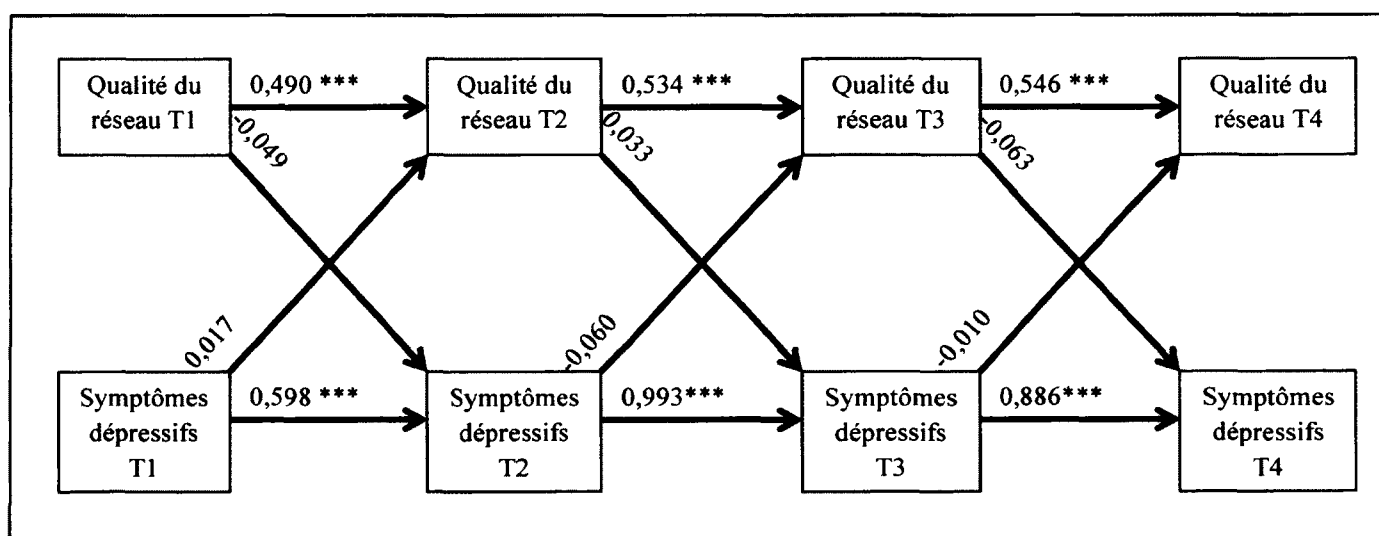 Qualité du
réseau T1
0,490 ***
Qualité du
réseau T2
0,534 ***
Qualité du
réseau T3
0,546 ***
Qualité du
réseau T4
-0,049
0,033
-0,063
0,017
-0,060
-0,010
Symptômes
dépressifs
T1
0,598 ***
Symptômes
dépressifs
T2
0,993***
Symptômes
dépressifs
T3
0,886***
Symptômes
dépressifs
T4